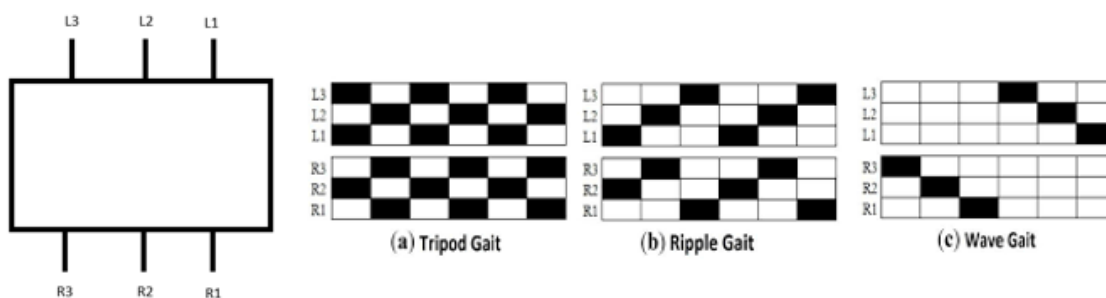 L3 L2 L1
R3 R2 R1
L3
L2
L1
R3
R2
R1
(a) Tripod Gait
L3
L2
L1
R3
R2
R1
(b) Ripple Gait
L3
L2
L1
R3
R2
R1
(c) Wave Gait